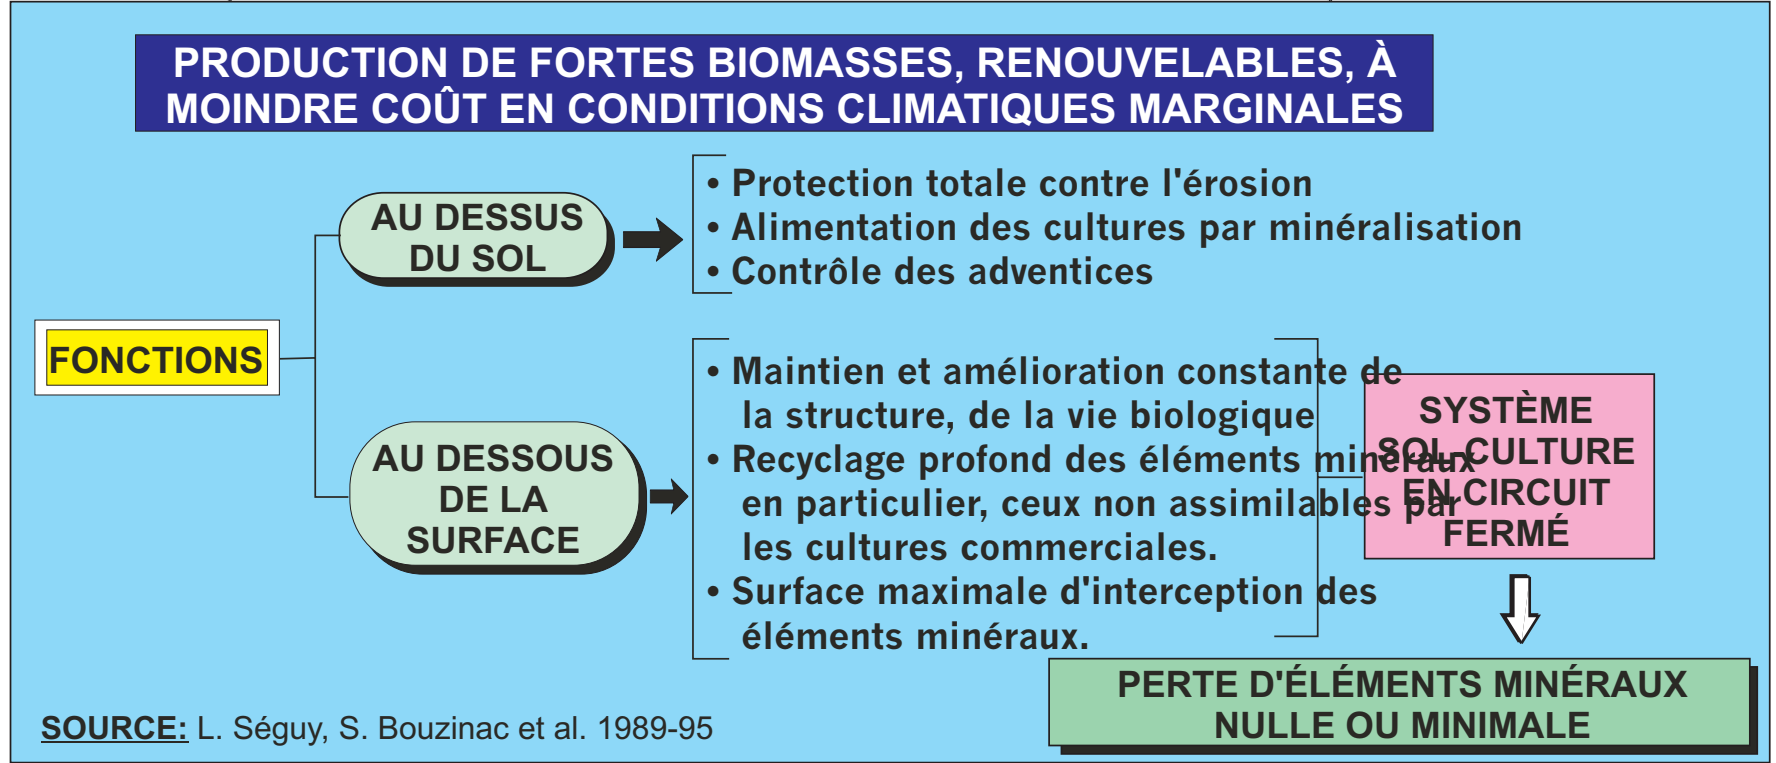 PRODUCTION DE FORTES BIOMASSES, RENOUVELABLES, À
MOINDRE COÛT EN CONDITIONS CLIMATIQUES MARGINALES
FONCTIONS
AU DESSUS
DU SOL
• Protection totale contre l'érosion
• Alimentation des cultures par minéralisation
• Contrôle des adventices
AU DESSOUS
DE LA
SURFACE
• Maintien et amélioration constante de
la structure, de la vie biologique
• Recyclage profond des éléments minéraux
en particulier, ceux non assimilables par
les cultures commerciales.
• Surface maximale d'interception des
éléments minéraux.
SYSTÈME
SOL-CULTURE
EN CIRCUIT
FERMÉ
PERTE D'ÉLÉMENTS MINÉRAUX
NULLE OU MINIMALE
SOURCE: L. Séguy, S. Bouzinac et al. 1989-95